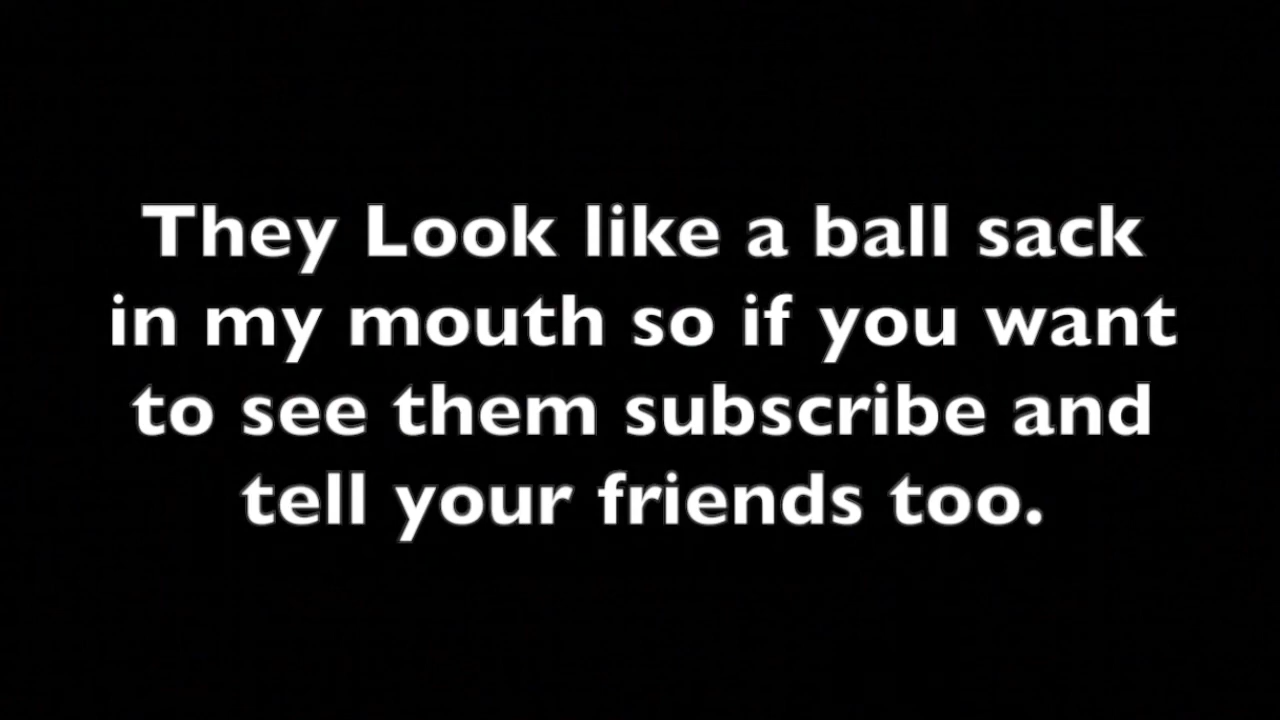 They Look like a ball sack
in my mouth so if you want
to see them subscribe and
tell your friends too.